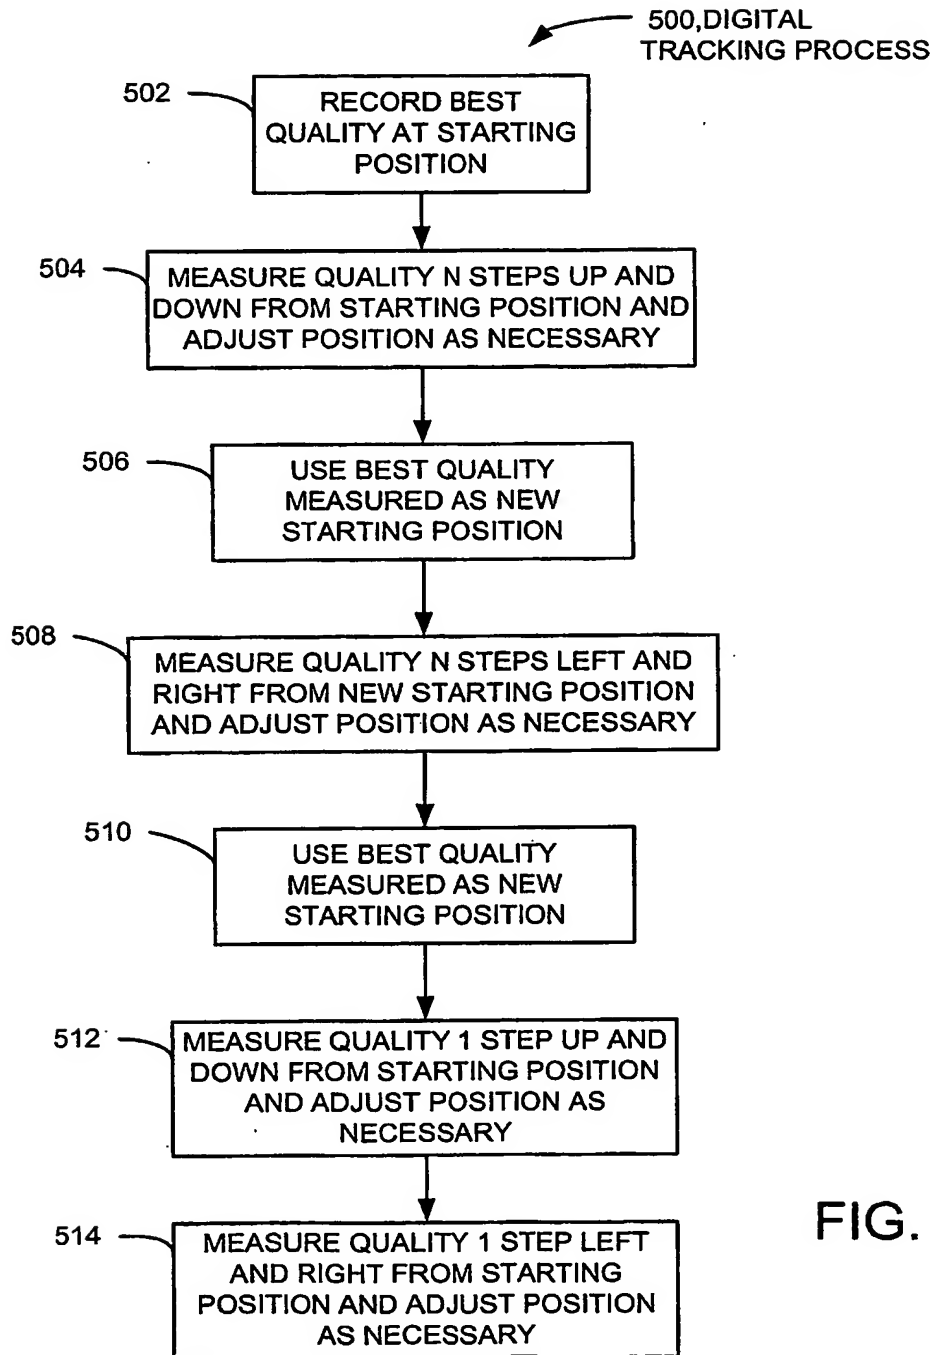 500,DIGITAL
TRACKING PROCESS
502
RECORD BEST
QUALITY AT STARTING
POSITION
504
MEASURE QUALITY N STEPS UP AND
DOWN FROM STARTING POSITION AND
ADJUST POSITION AS NECESSARY
506
USE BEST QUALITY
MEASURED AS NEW
STARTING POSITION
508
MEASURE QUALITY N STEPS LEFT AND
RIGHT FROM NEW STARTING POSITION
AND ADJUST POSITION AS NECESSARY
510
USE BEST QUALITY
MEASURED AS NEW
STARTING POSITION
512
MEASURE QUALITY 1 STEP UP AND
DOWN FROM STARTING POSITION
AND ADJUST POSITION AS
NECESSARY
514
MEASURE QUALITY 1 STEP LEFT
AND RIGHT FROM STARTING
POSITION AND ADJUST POSITION
AS NECESSARY
FIG.